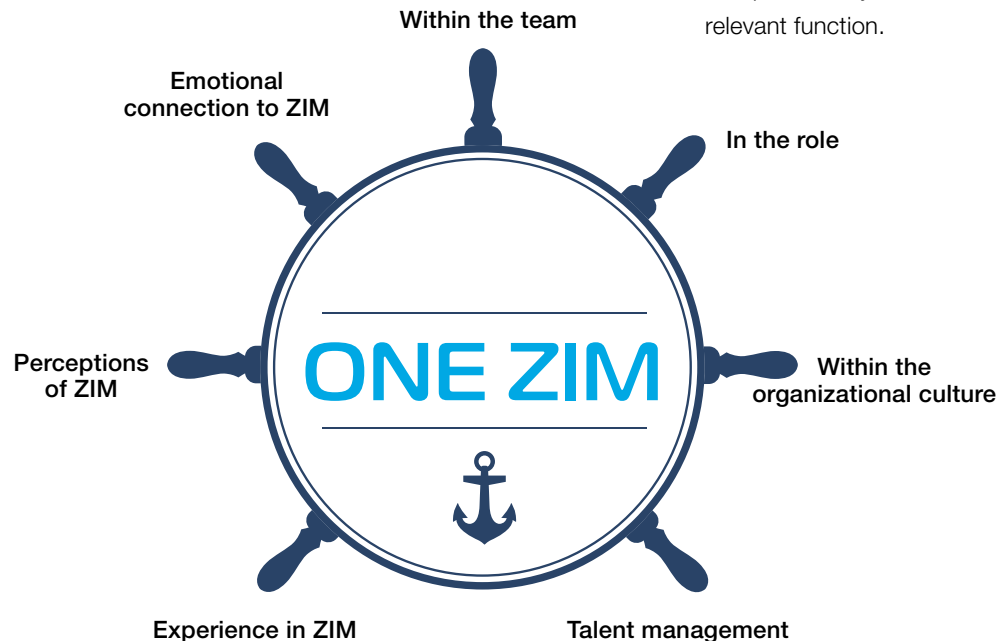 relevant function.
Within the team
Emotional
connection to ZIM
In the role
Perceptions
of ZIM
ONE ZIM
Within the
organizational culture
Experience in ZIM
Talent management